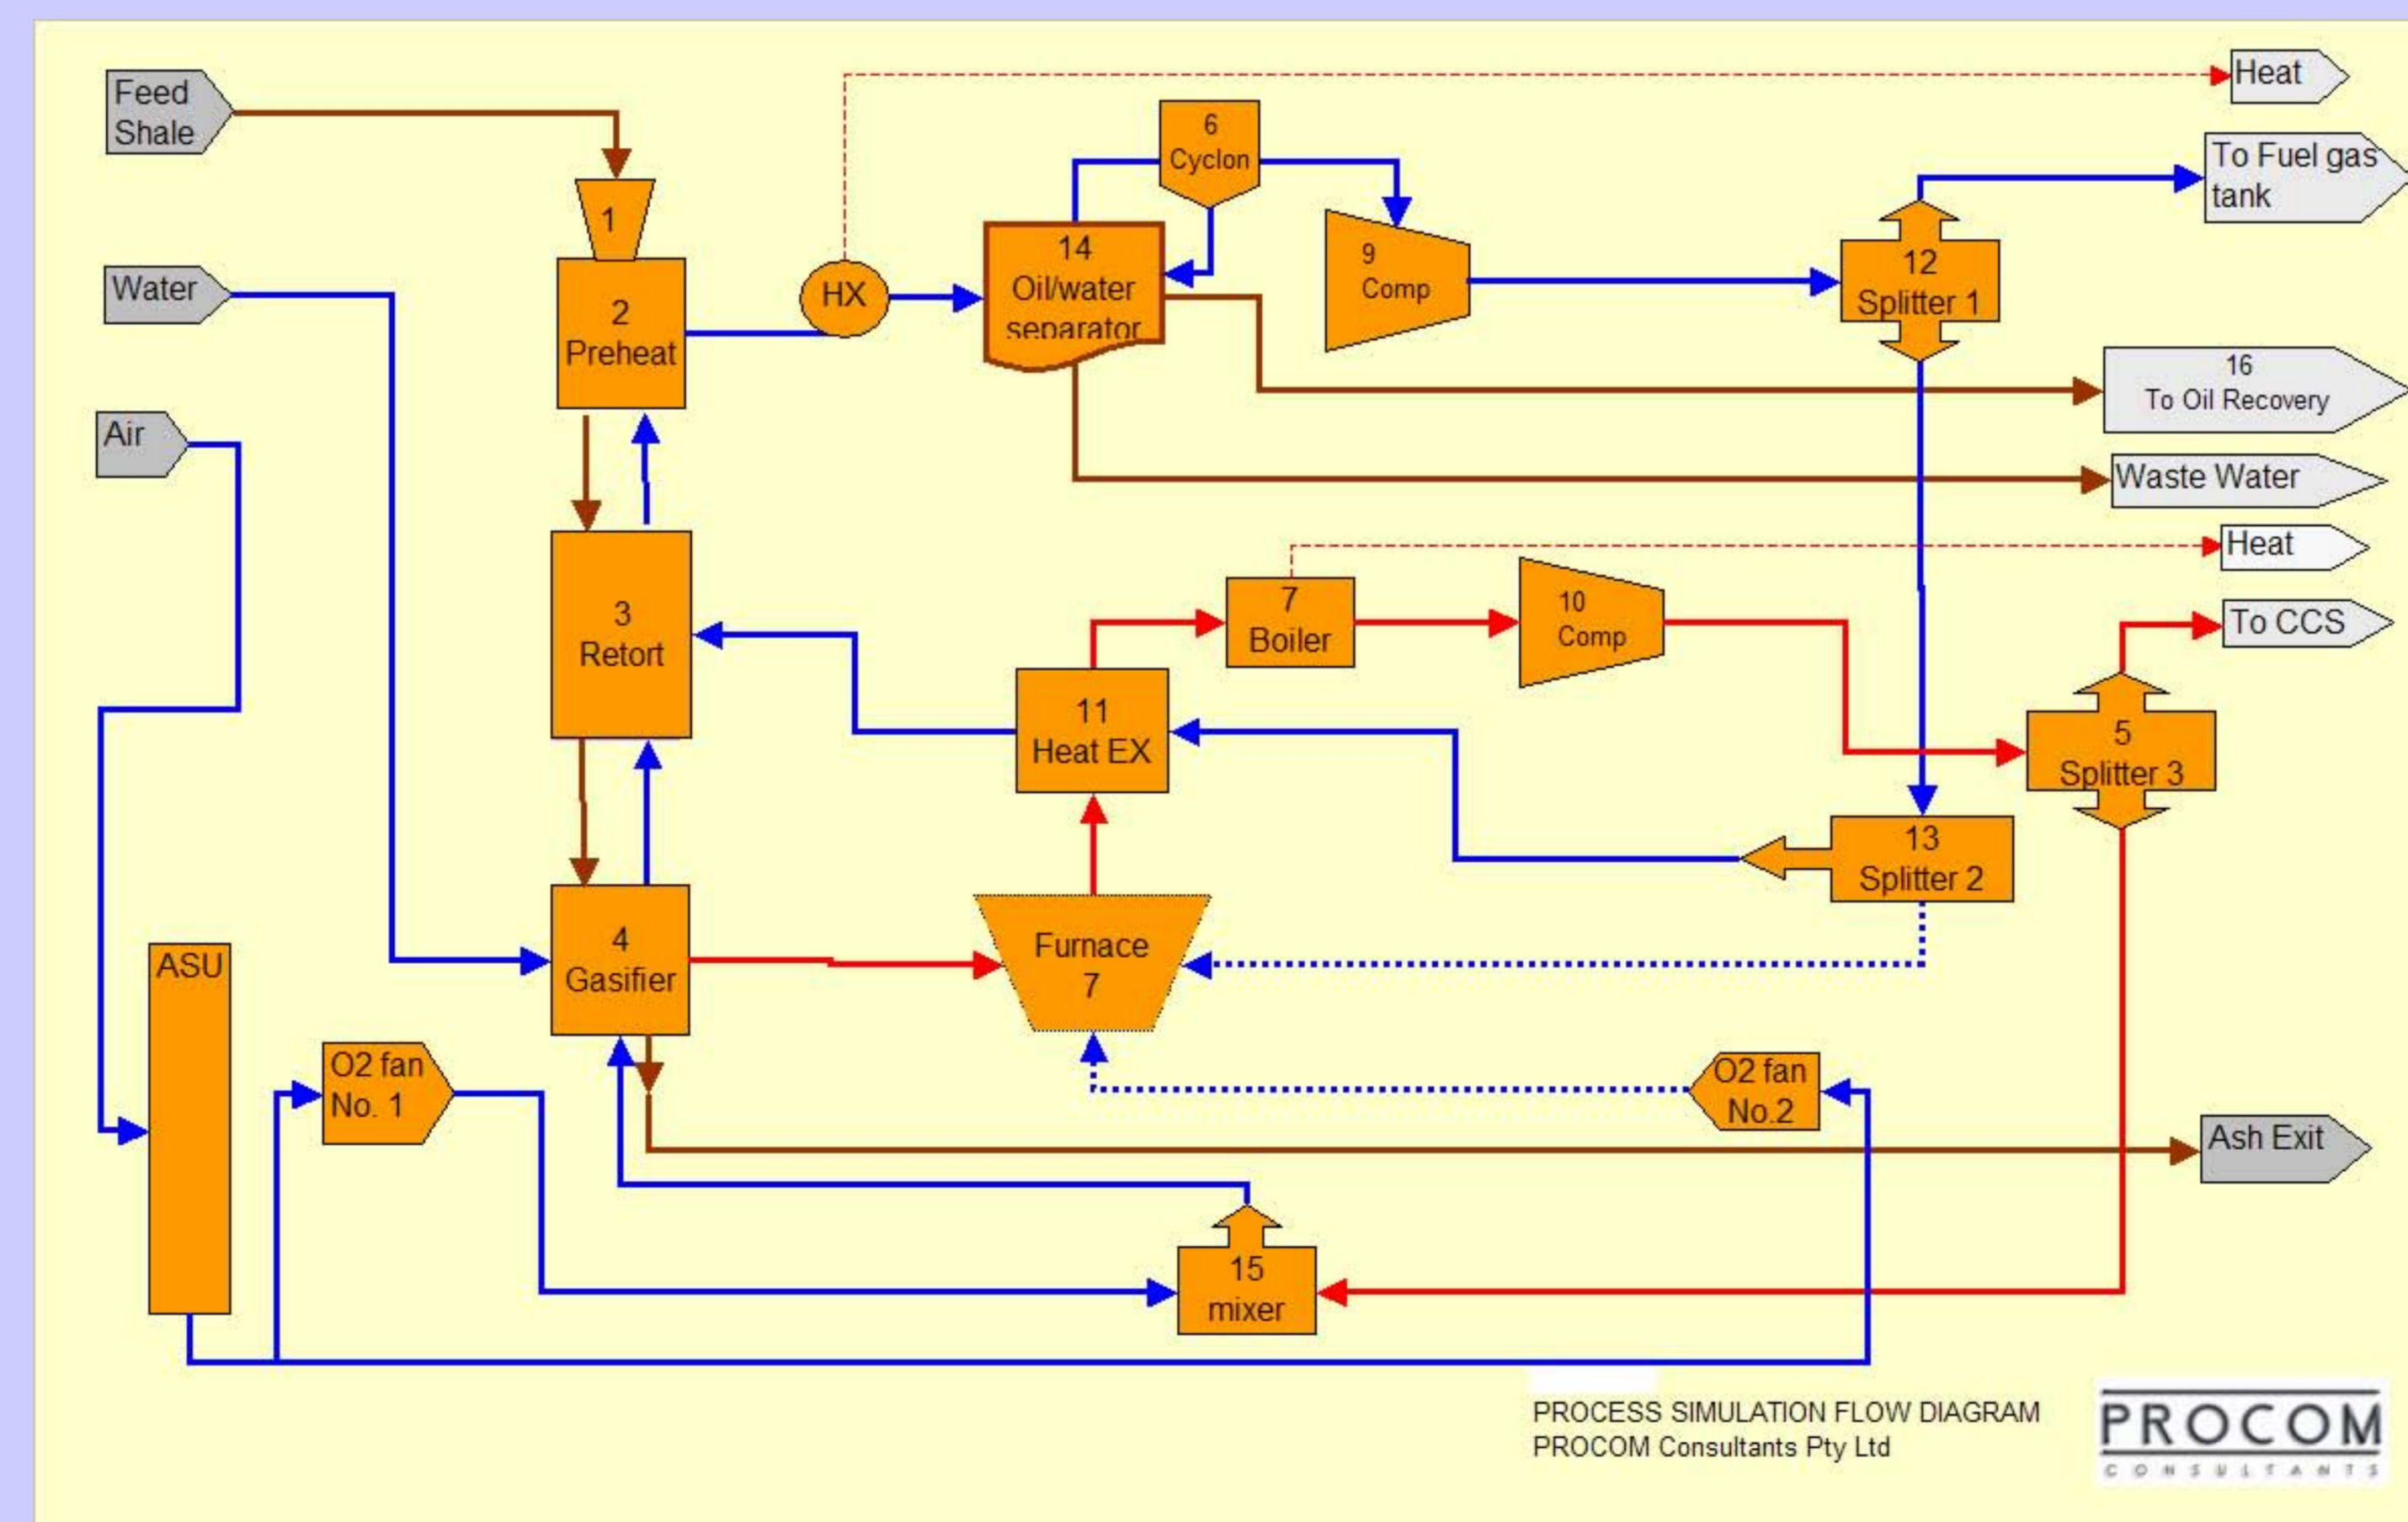 Feed
Shale
Heat
6
Cyclon
To Fuel gas
tank
1
Water
14
Oil/water
separator
9
Comp
12
Splitter 1
HX
2
Preheat
16
To Oil Recovery
Air
Waste Water
Heat
3
Retort
7
Boiler
10
Comp
To CCS
11
Heat EX
5
Splitter 3
13
Splitter 2
4
Gasifier
Furnace
7
ASU
O2 fan
No. 1
O2 fan
No.2
Ash Exit
15
mixer
PROCESS SIMULATION FLOW DIAGRAM
PROCOM Consultants Pty Ltd
PROCOM
CONSULTANTS